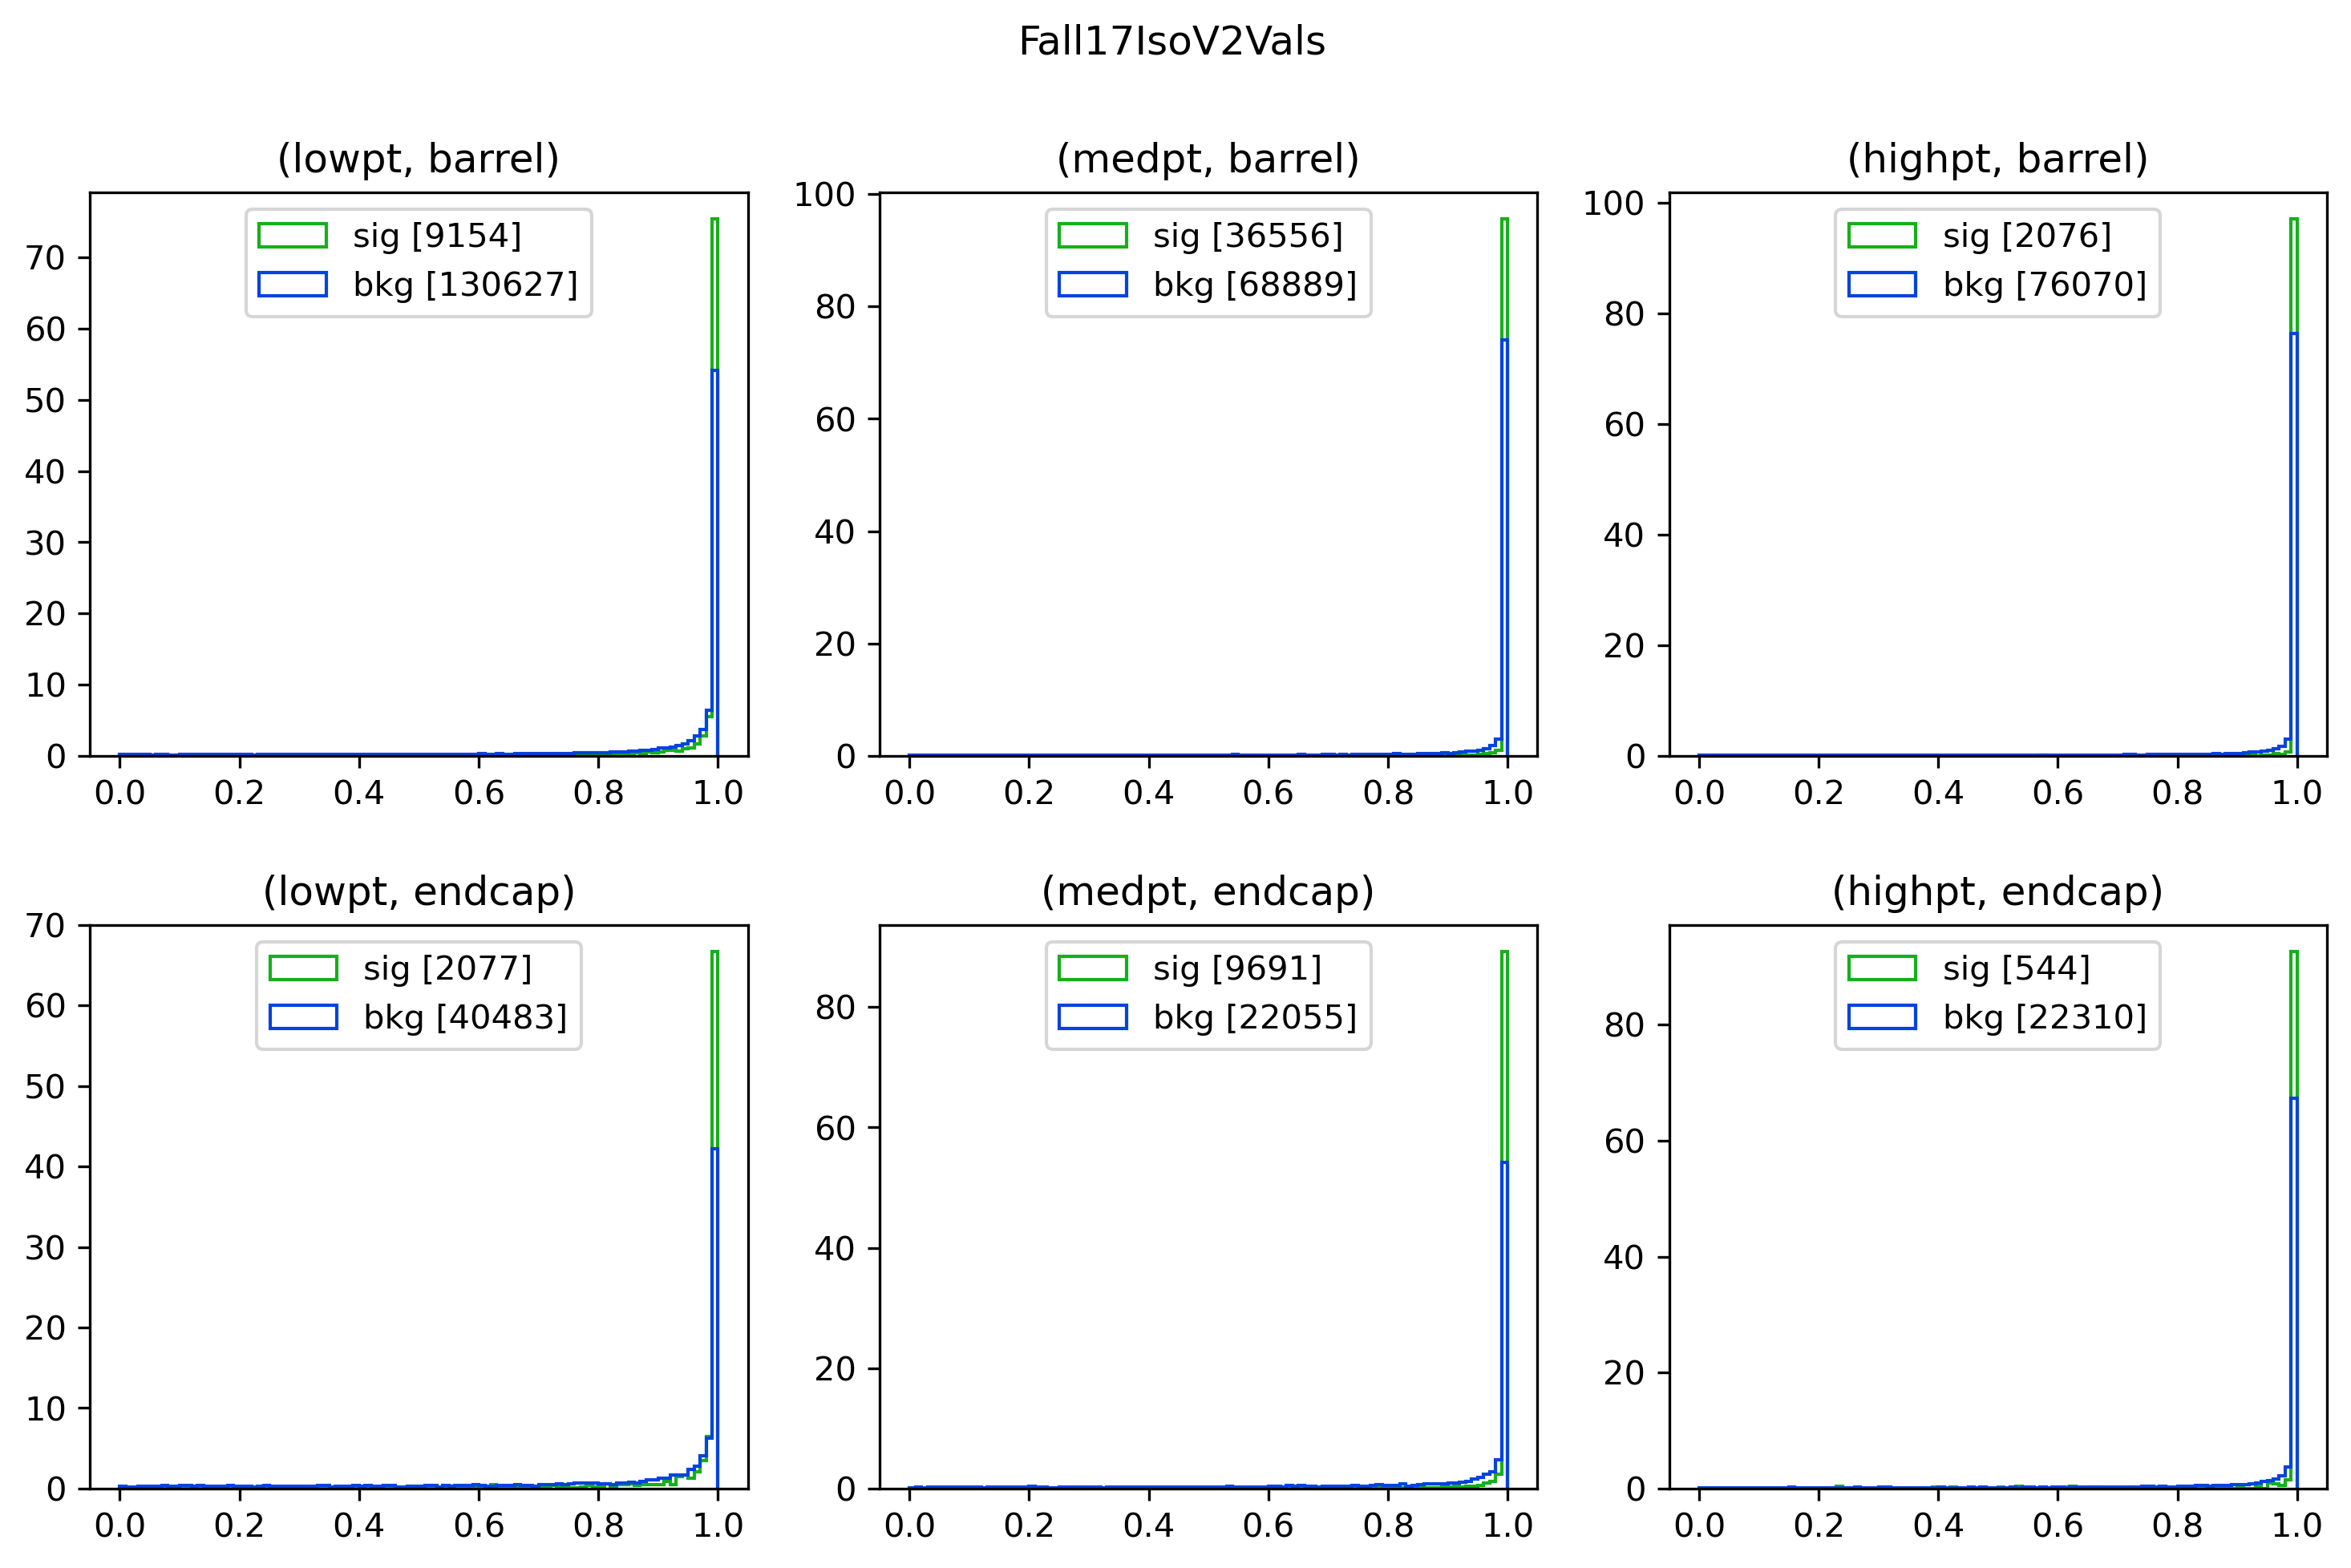 Fall17IsoV2Vals
(lowpt, barrel)
sig [9154]
bkg [130627]
70
60
50
40
30
20
10
0
0.0 0.2 0.4 0.6 0.8 1.0
(medpt, barrel)
sig [36556]
bkg [68889]
100
80
60
40
20
0
0.0 0.2 0.4 0.6 0.8 1.0
(highpt, barrel)
sig [2076]
bkg [76070]
100
80
60
40
20
0
0.0 0.2 0.4 0.6 0.8 1.0
(lowpt, endcap)
sig [2077]
bkg [40483]
70
60
50
40
30
20
10
0
0.0 0.2 0.4 0.6 0.8 1.0
(medpt, endcap)
sig [9691]
bkg [22055]
80
60
40
20
0
0.0 0.2 0.4 0.6 0.8 1.0
(highpt, endcap)
sig [544]
bkg [22310]
80
60
40
20
0
0.0 0.2 0.4 0.6 0.8 1.0